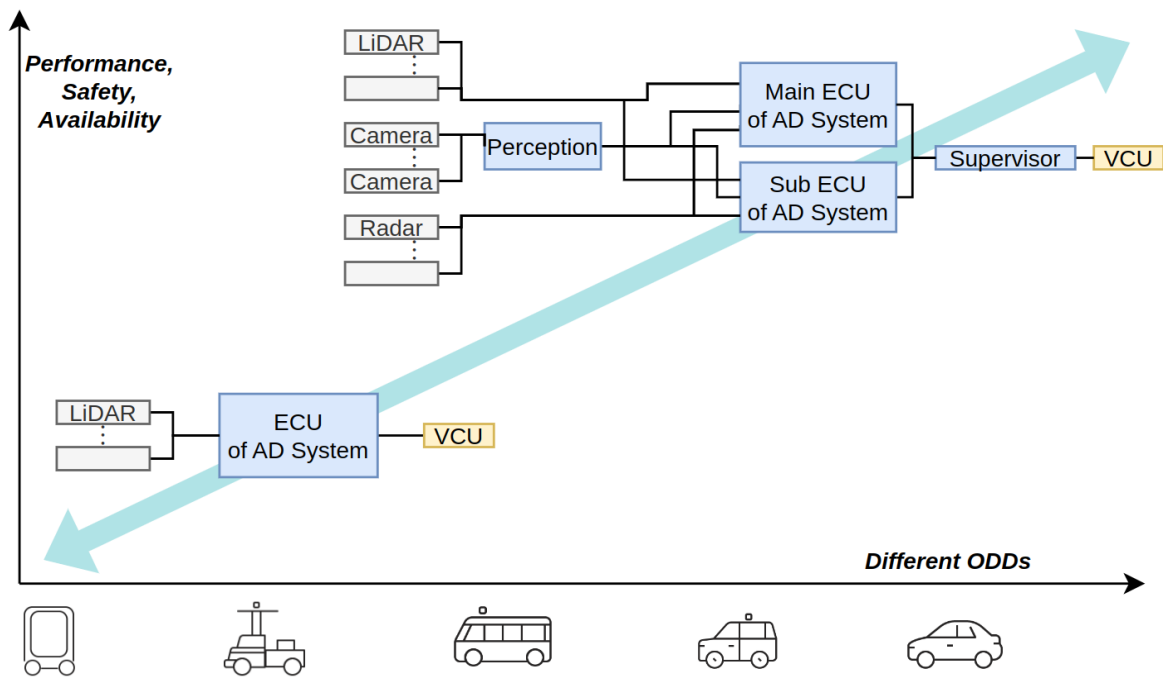 Performance,
Safety,
Availability
LiDAR
Camera
Camera
Radar
Perception
Main ECU
of AD System
Sub ECU
of AD System
Supervisor
VCU
LiDAR
ECU
of AD System
VCU
Different ODDs